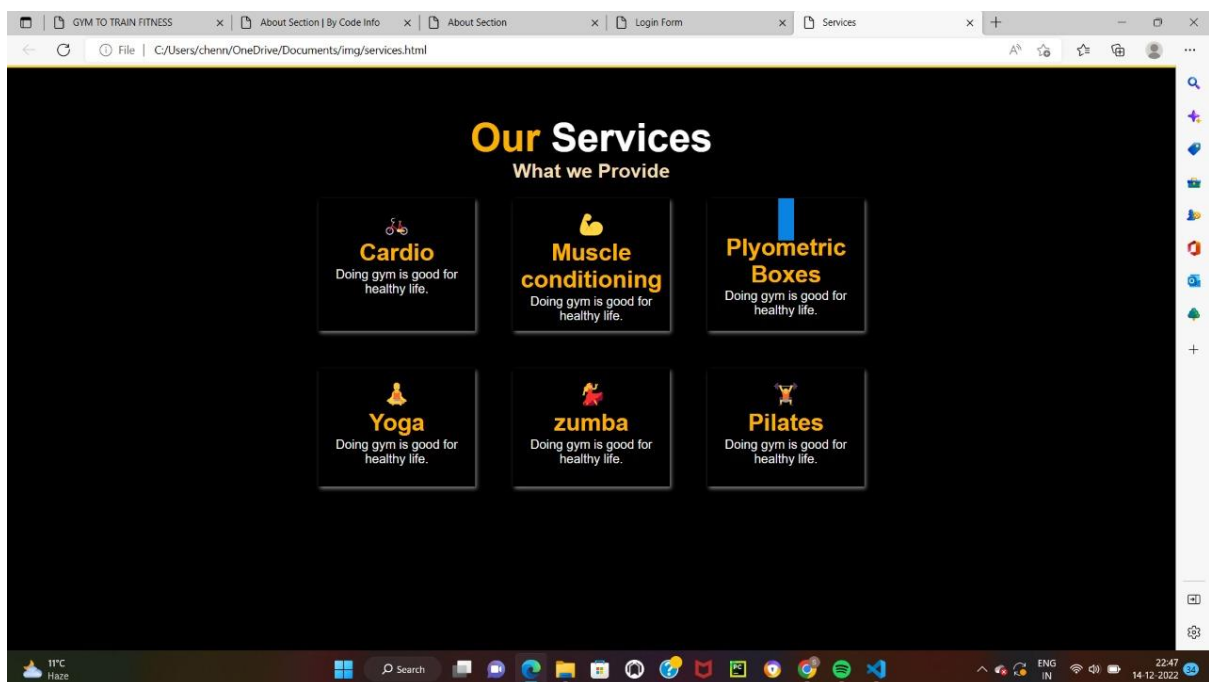 GYM TO TRAIN FITNESS
About Section | By Code Info
About Section
Login Form
Services
File | C:/Users/chenn/OneDrive/Documents/img/services.html
Our Services
What we Provide
Cardio
Doing gym is good for
healthy life.
Muscle
conditioning
Doing gym is good for
healthy life.
Plyometric
Boxes
Doing gym is good for
healthy life.
Yoga
Doing gym is good for
healthy life.
zumba
Doing gym is good for
healthy life.
Pilates
Doing gym is good for
healthy life.
11°C
Haze
Search
ENG
IN
22:47
14-12-2022
34